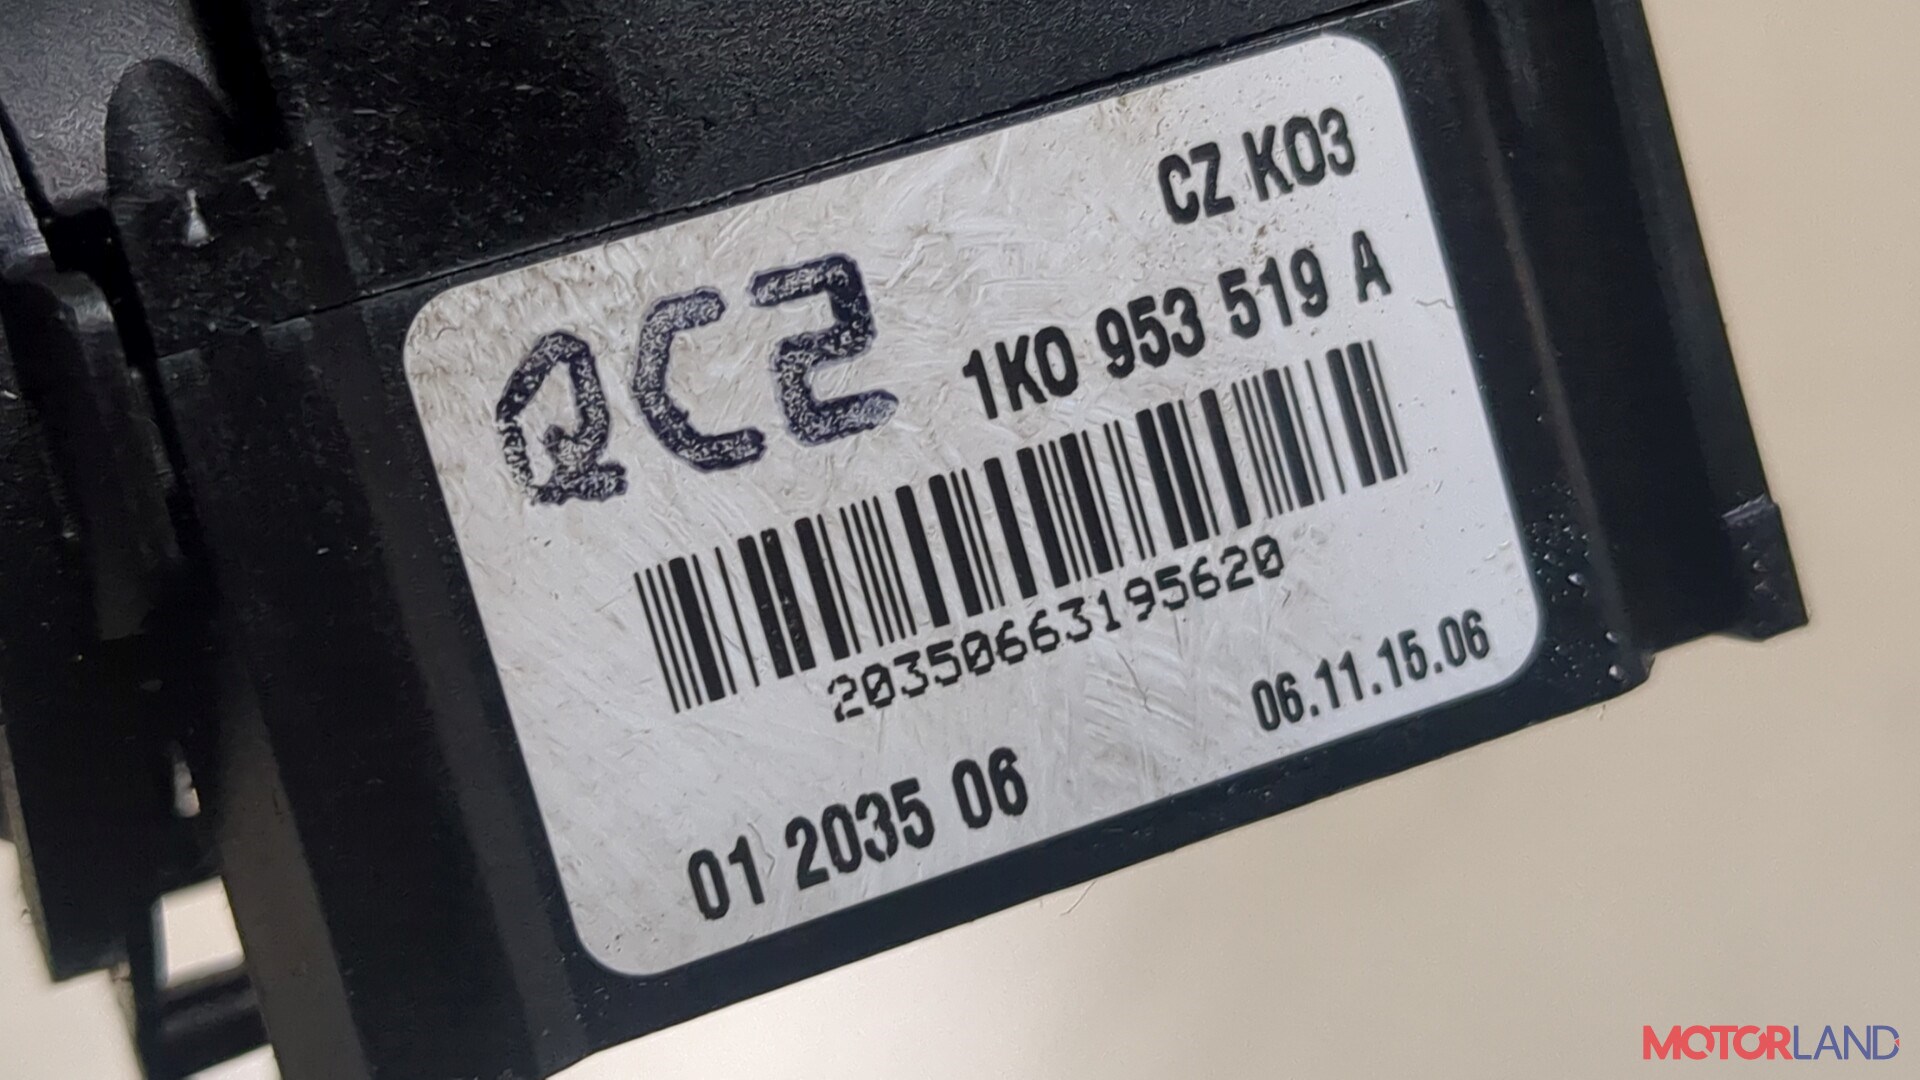 CZ K03
QC2
1K0 953 519 A
20350663195620
06.11.15.06
01 2035 06
MOTORLAND